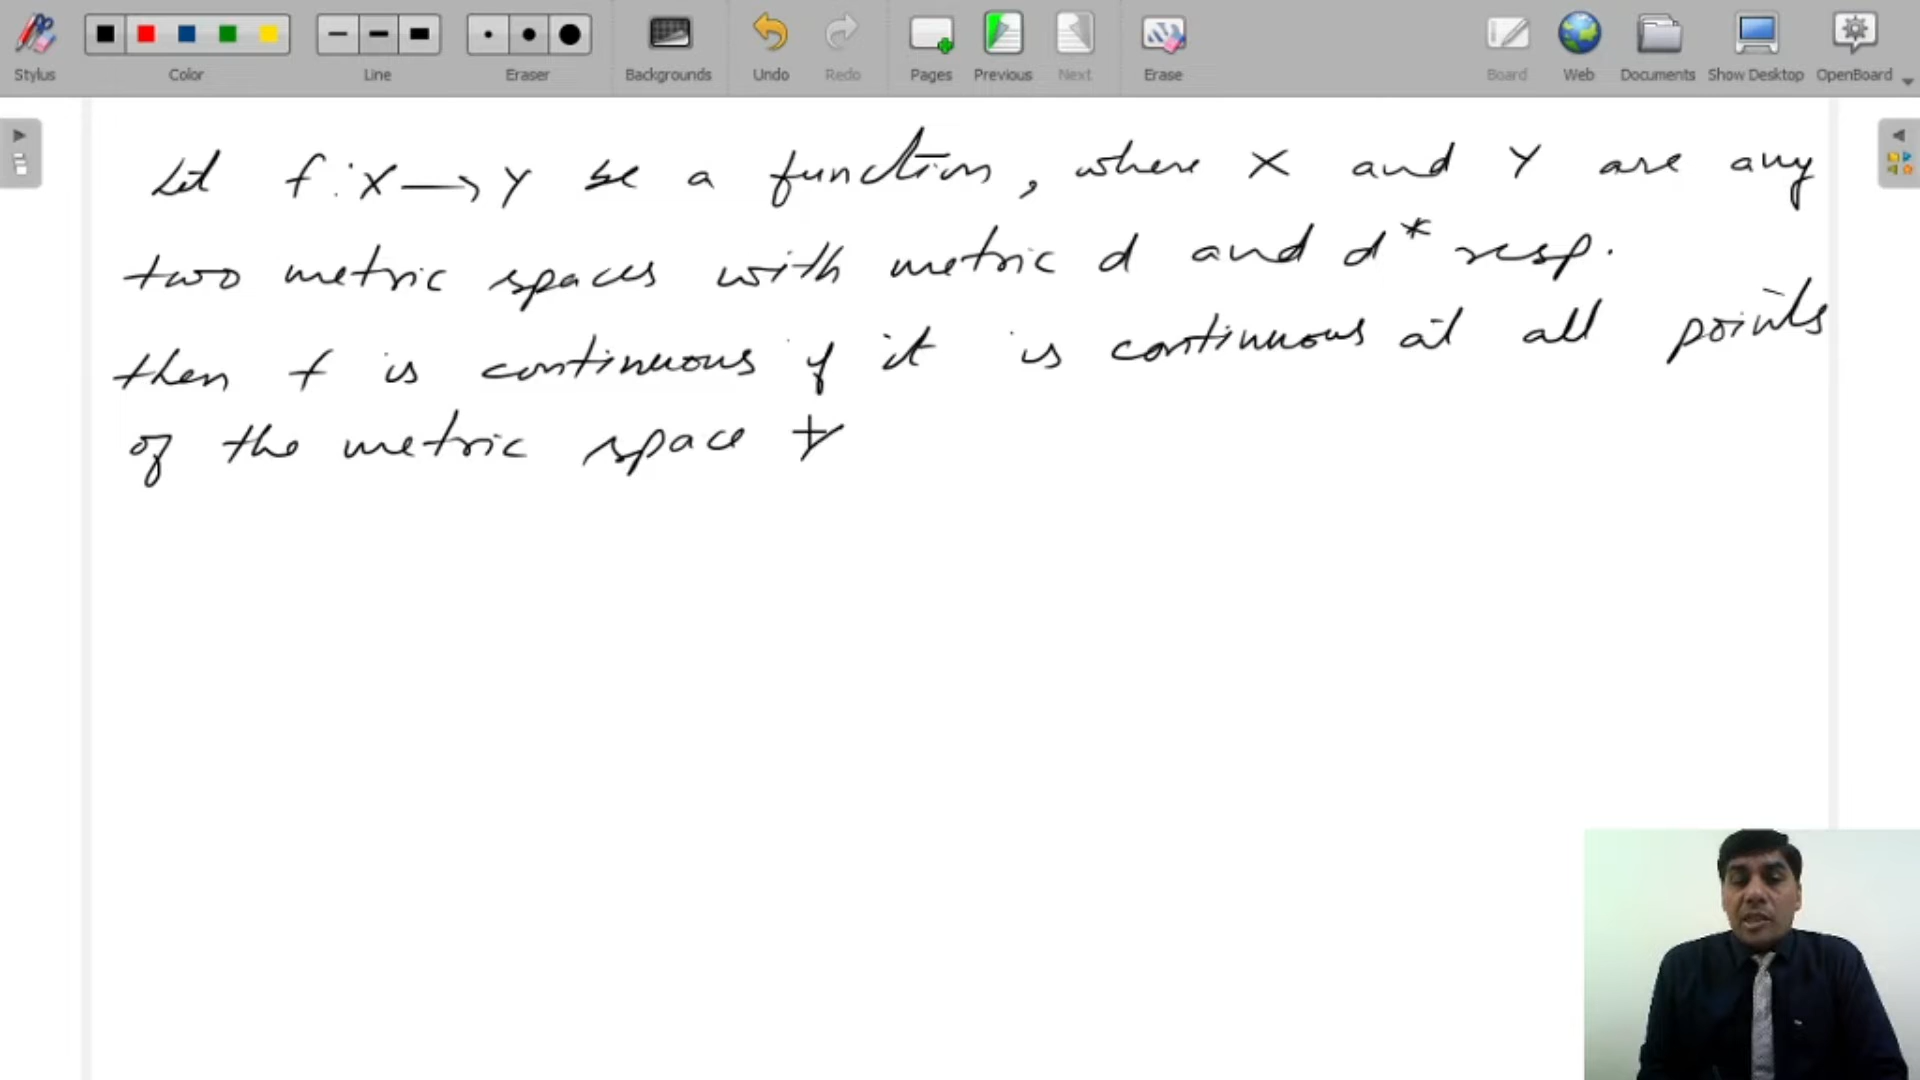 Stylus Color Line Eraser Backgrounds Undo Redo Pages Previous Next Erase Board Web Documents Show Desktop OpenBoard
Let f : X → Y be a function, where X and Y are any
two metric spaces with metric d and d* resp.
then f is continuous if it is continuous at all points
of the metric space